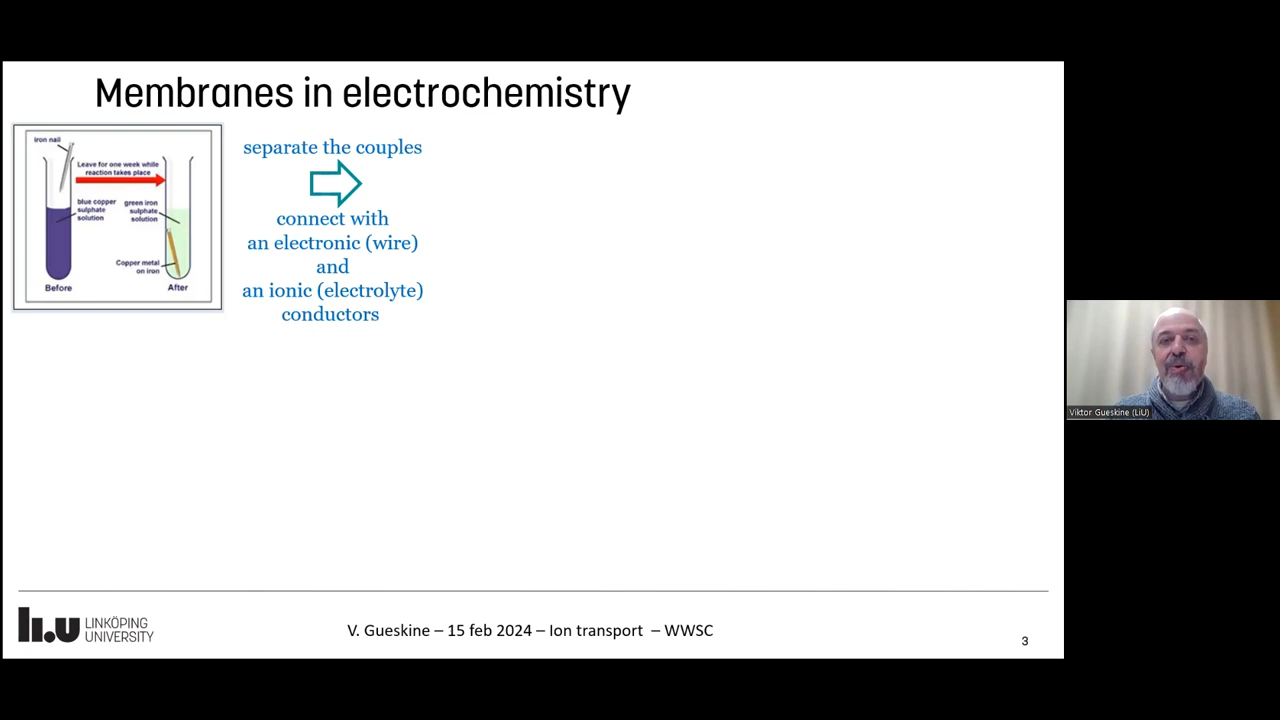 Membranes in electrochemistry
Iron nail
Leave for one week while
reaction takes place
blue copper
sulphate
solution
green iron
sulphate
solution
Copper metal
on iron
Before
After
separate the couples
connect with
an electronic (wire)
and
an ionic (electrolyte)
conductors
Viktor Gueskine (LiU)
li.u LINKÖPING
UNIVERSITY
V. Gueskine – 15 feb 2024 – Ion transport – WWSC
3